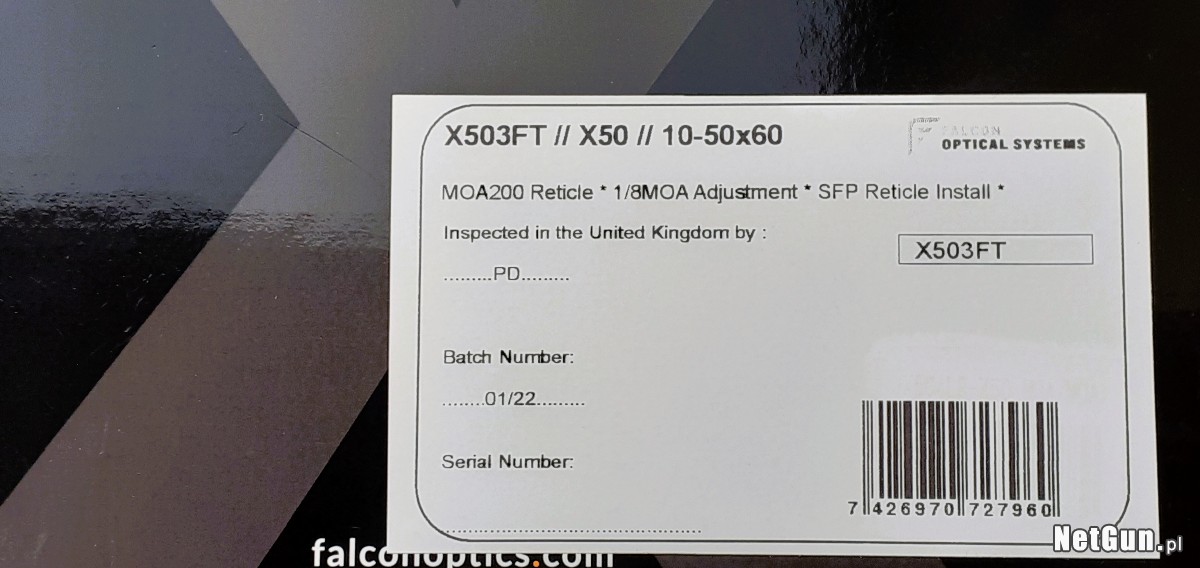 X503FT // X50 // 10-50x60
FALCON
OPTICAL SYSTEMS
MOA200 Reticle * 1/8MOA Adjustment * SFP Reticle Install *
Inspected in the United Kingdom by :
X503FT
.........PD.........
Batch Number:
........01/22.........
Serial Number:
7 426970 727960
falconoptics.com
NetGun.pl